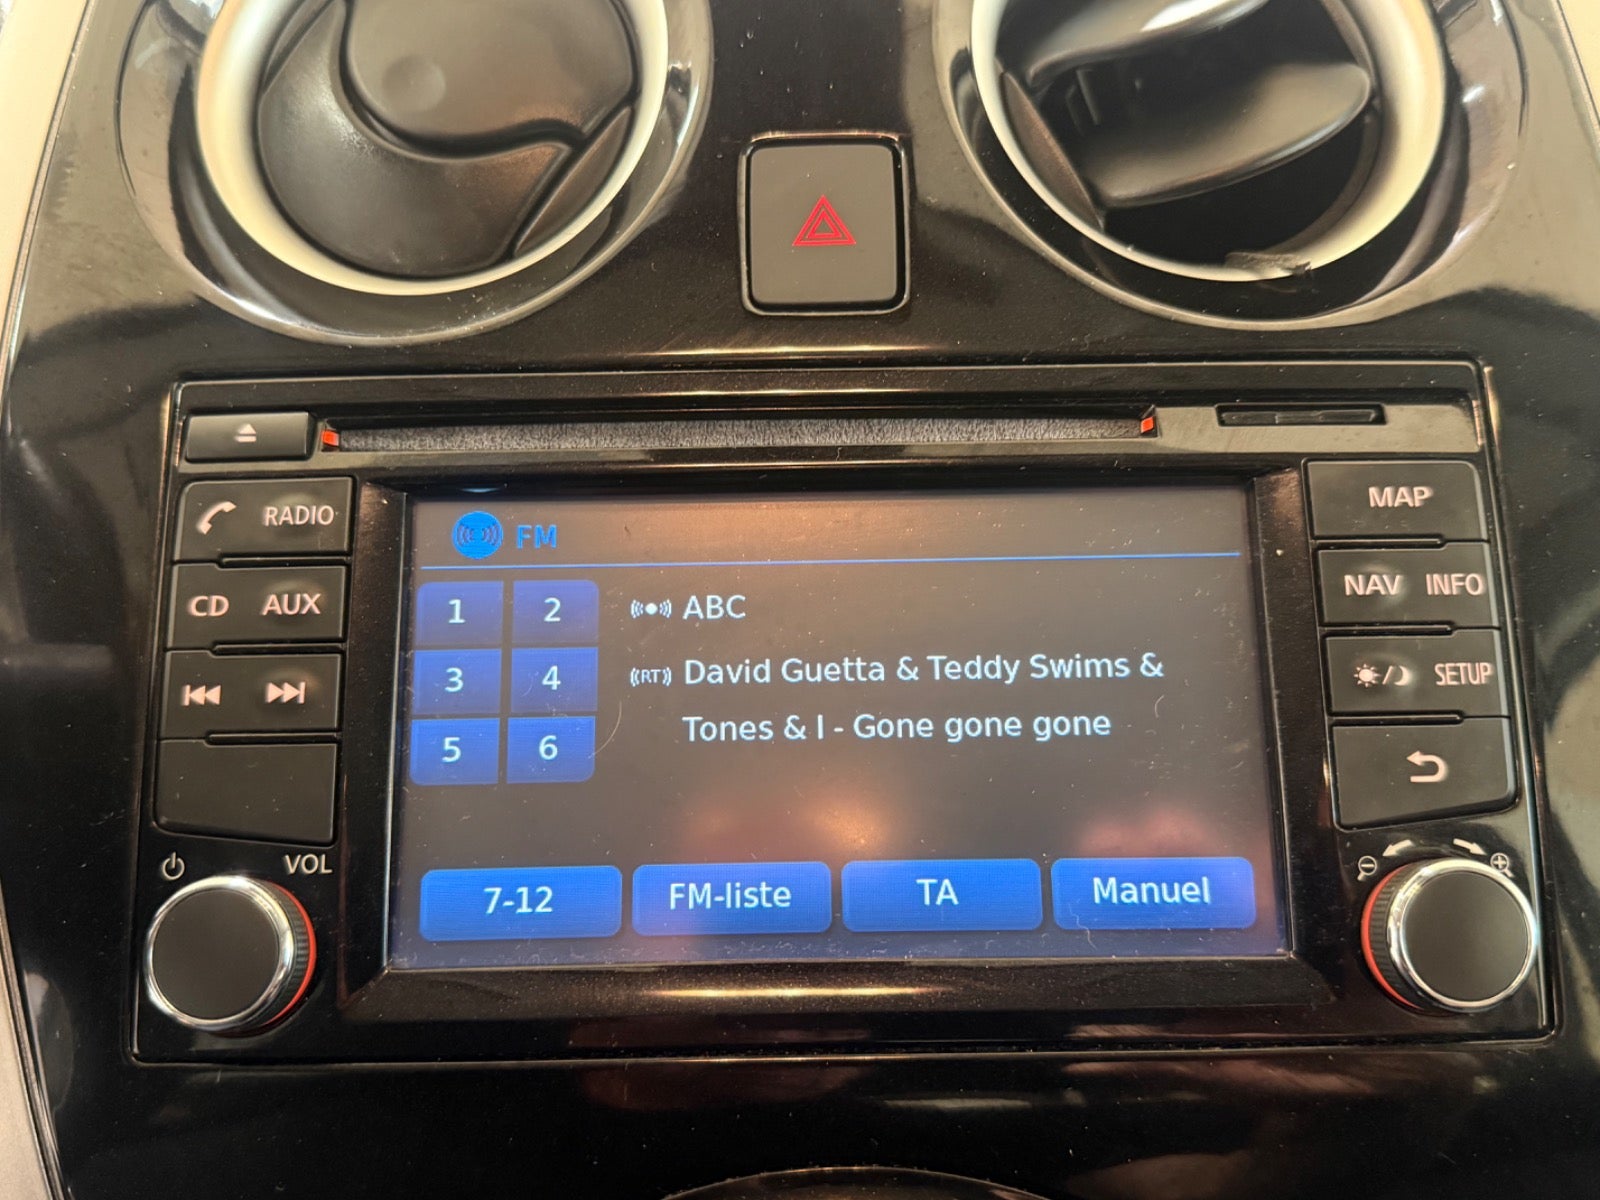 RADIO
CD AUX
VOL
FM
1 2
3 4
5 6
ABC
(RT) David Guetta & Teddy Swims &
Tones & I - Gone gone gone
7-12 FM-liste TA Manuel
MAP
NAV INFO
SETUP